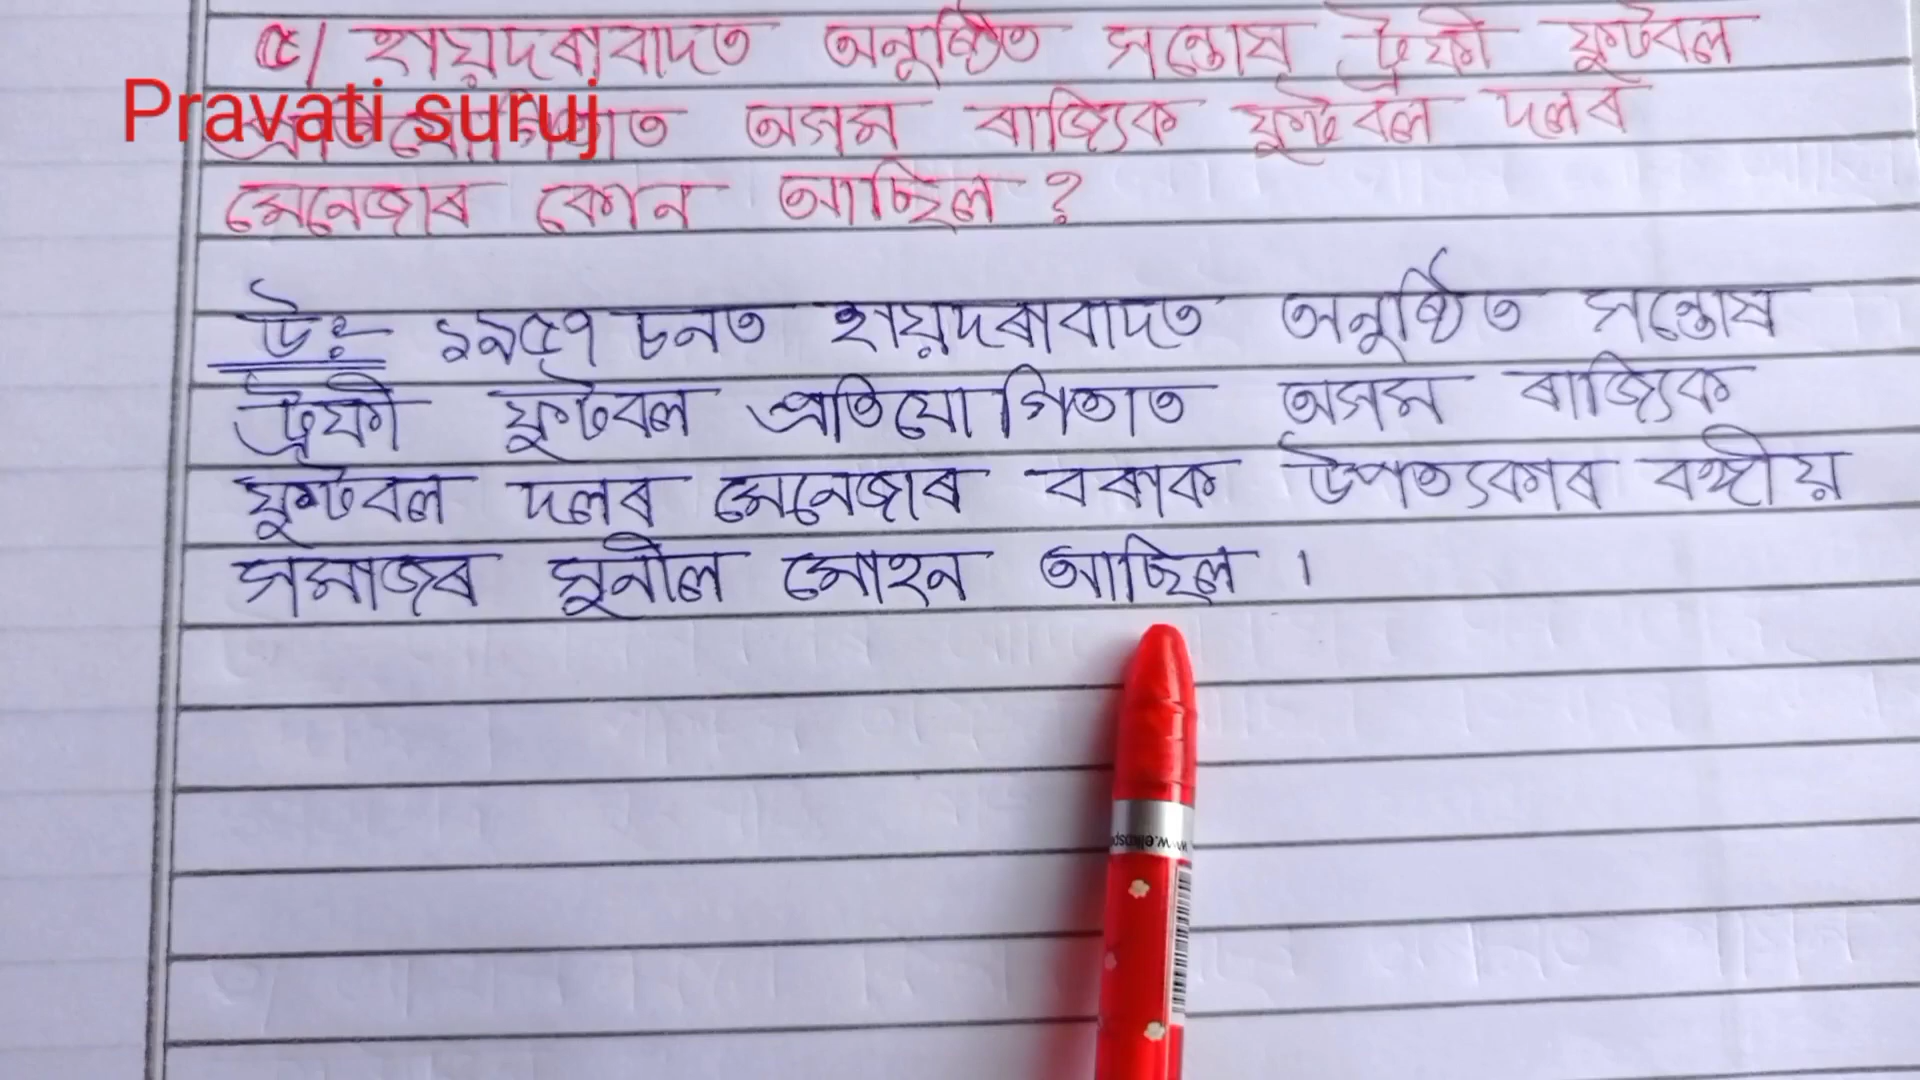 ৫/ হায়দৰাবাদত অনুষ্ঠিত সন্তোষ ট্ৰফী ফুটবল
Pravati suruj
প্ৰতিযোগিতাত অসম ৰাজ্যিক ফুটবল দলৰ
মেনেজাৰ কোন আছিল ?
উঃ- ১৯৫৭ চনত হায়দৰাবাদত অনুষ্ঠিত সন্তোষ
ট্ৰফী ফুটবল প্ৰতিযোগিতাত অসম ৰাজ্যিক
ফুটবল দলৰ মেনেজাৰ বৰাক উপত্যকাৰ বঙ্গীয়
সমাজৰ সুনীল মোহন আছিল ।